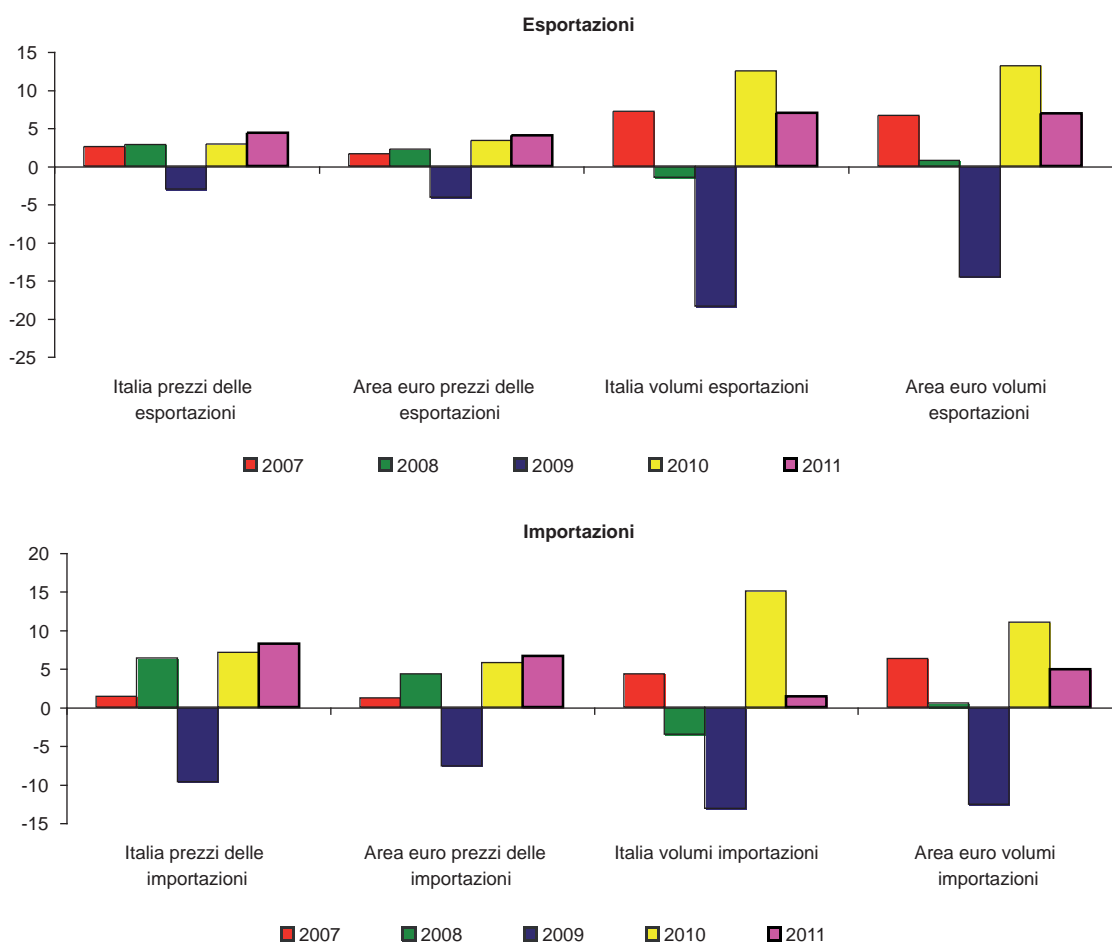 Esportazioni
15
10
5
0
-5
-10
-15
-20
-25
Italia prezzi delle esportazioni
Area euro prezzi delle esportazioni
Italia volumi esportazioni
Area euro volumi esportazioni
2007 2008 2009 2010 2011
Importazioni
20
15
10
5
0
-5
-10
-15
Italia prezzi delle importazioni
Area euro prezzi delle importazioni
Italia volumi importazioni
Area euro volumi importazioni
2007 2008 2009 2010 2011